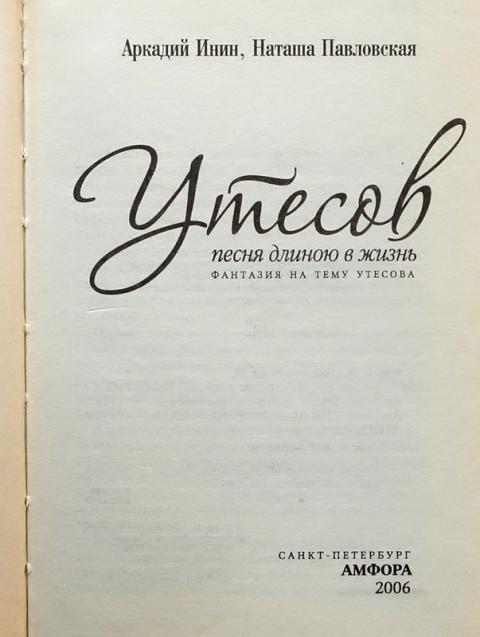 Аркадий Инин, Наташа Павловская
Утесов
песня длиною в жизнь
ФАНТАЗИЯ НА ТЕМУ УТЕСОВА
САНКТ-ПЕТЕРБУРГ
АМФОРА
2006